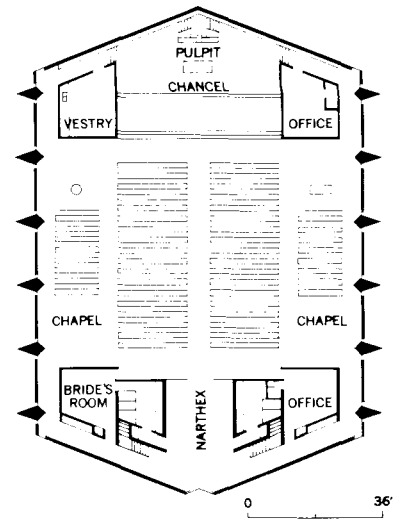 PULPIT
CHANCEL
VESTRY
OFFICE
CHAPEL
CHAPEL
BRIDE'S
ROOM
NARTHEX
OFFICE
0 36'